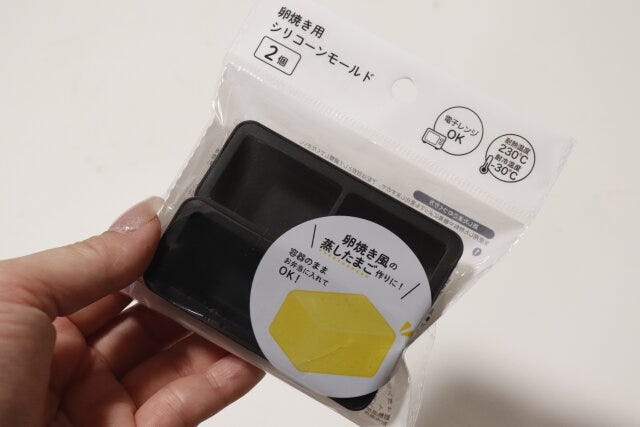 卵焼き用
シリコーンモールド
2個
電子レンジ
OK
耐熱温度
230℃
耐冷温度
-30℃
卵焼き風の
蒸したまご作りに!
容器のまま
お弁当に入れて
OK!